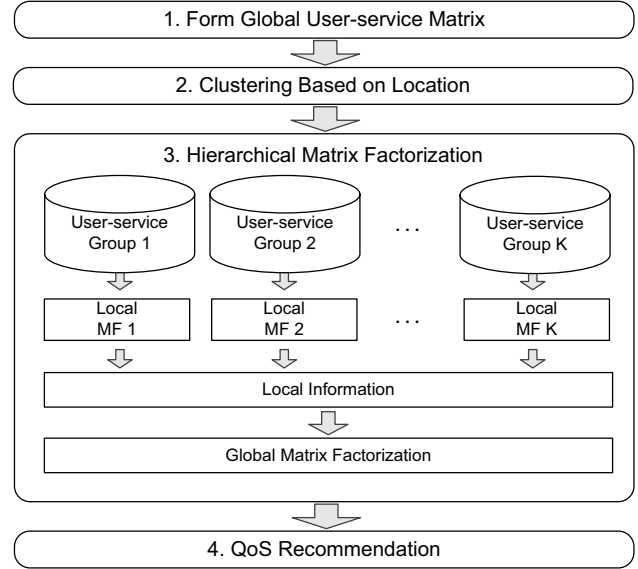 1. Form Global User-service Matrix
2. Clustering Based on Location
3. Hierarchical Matrix Factorization
User-service
Group 1
User-service
Group 2
...
User-service
Group K
Local
MF 1
Local
MF 2
...
Local
MF K
Local Information
Global Matrix Factorization
4. QoS Recommendation